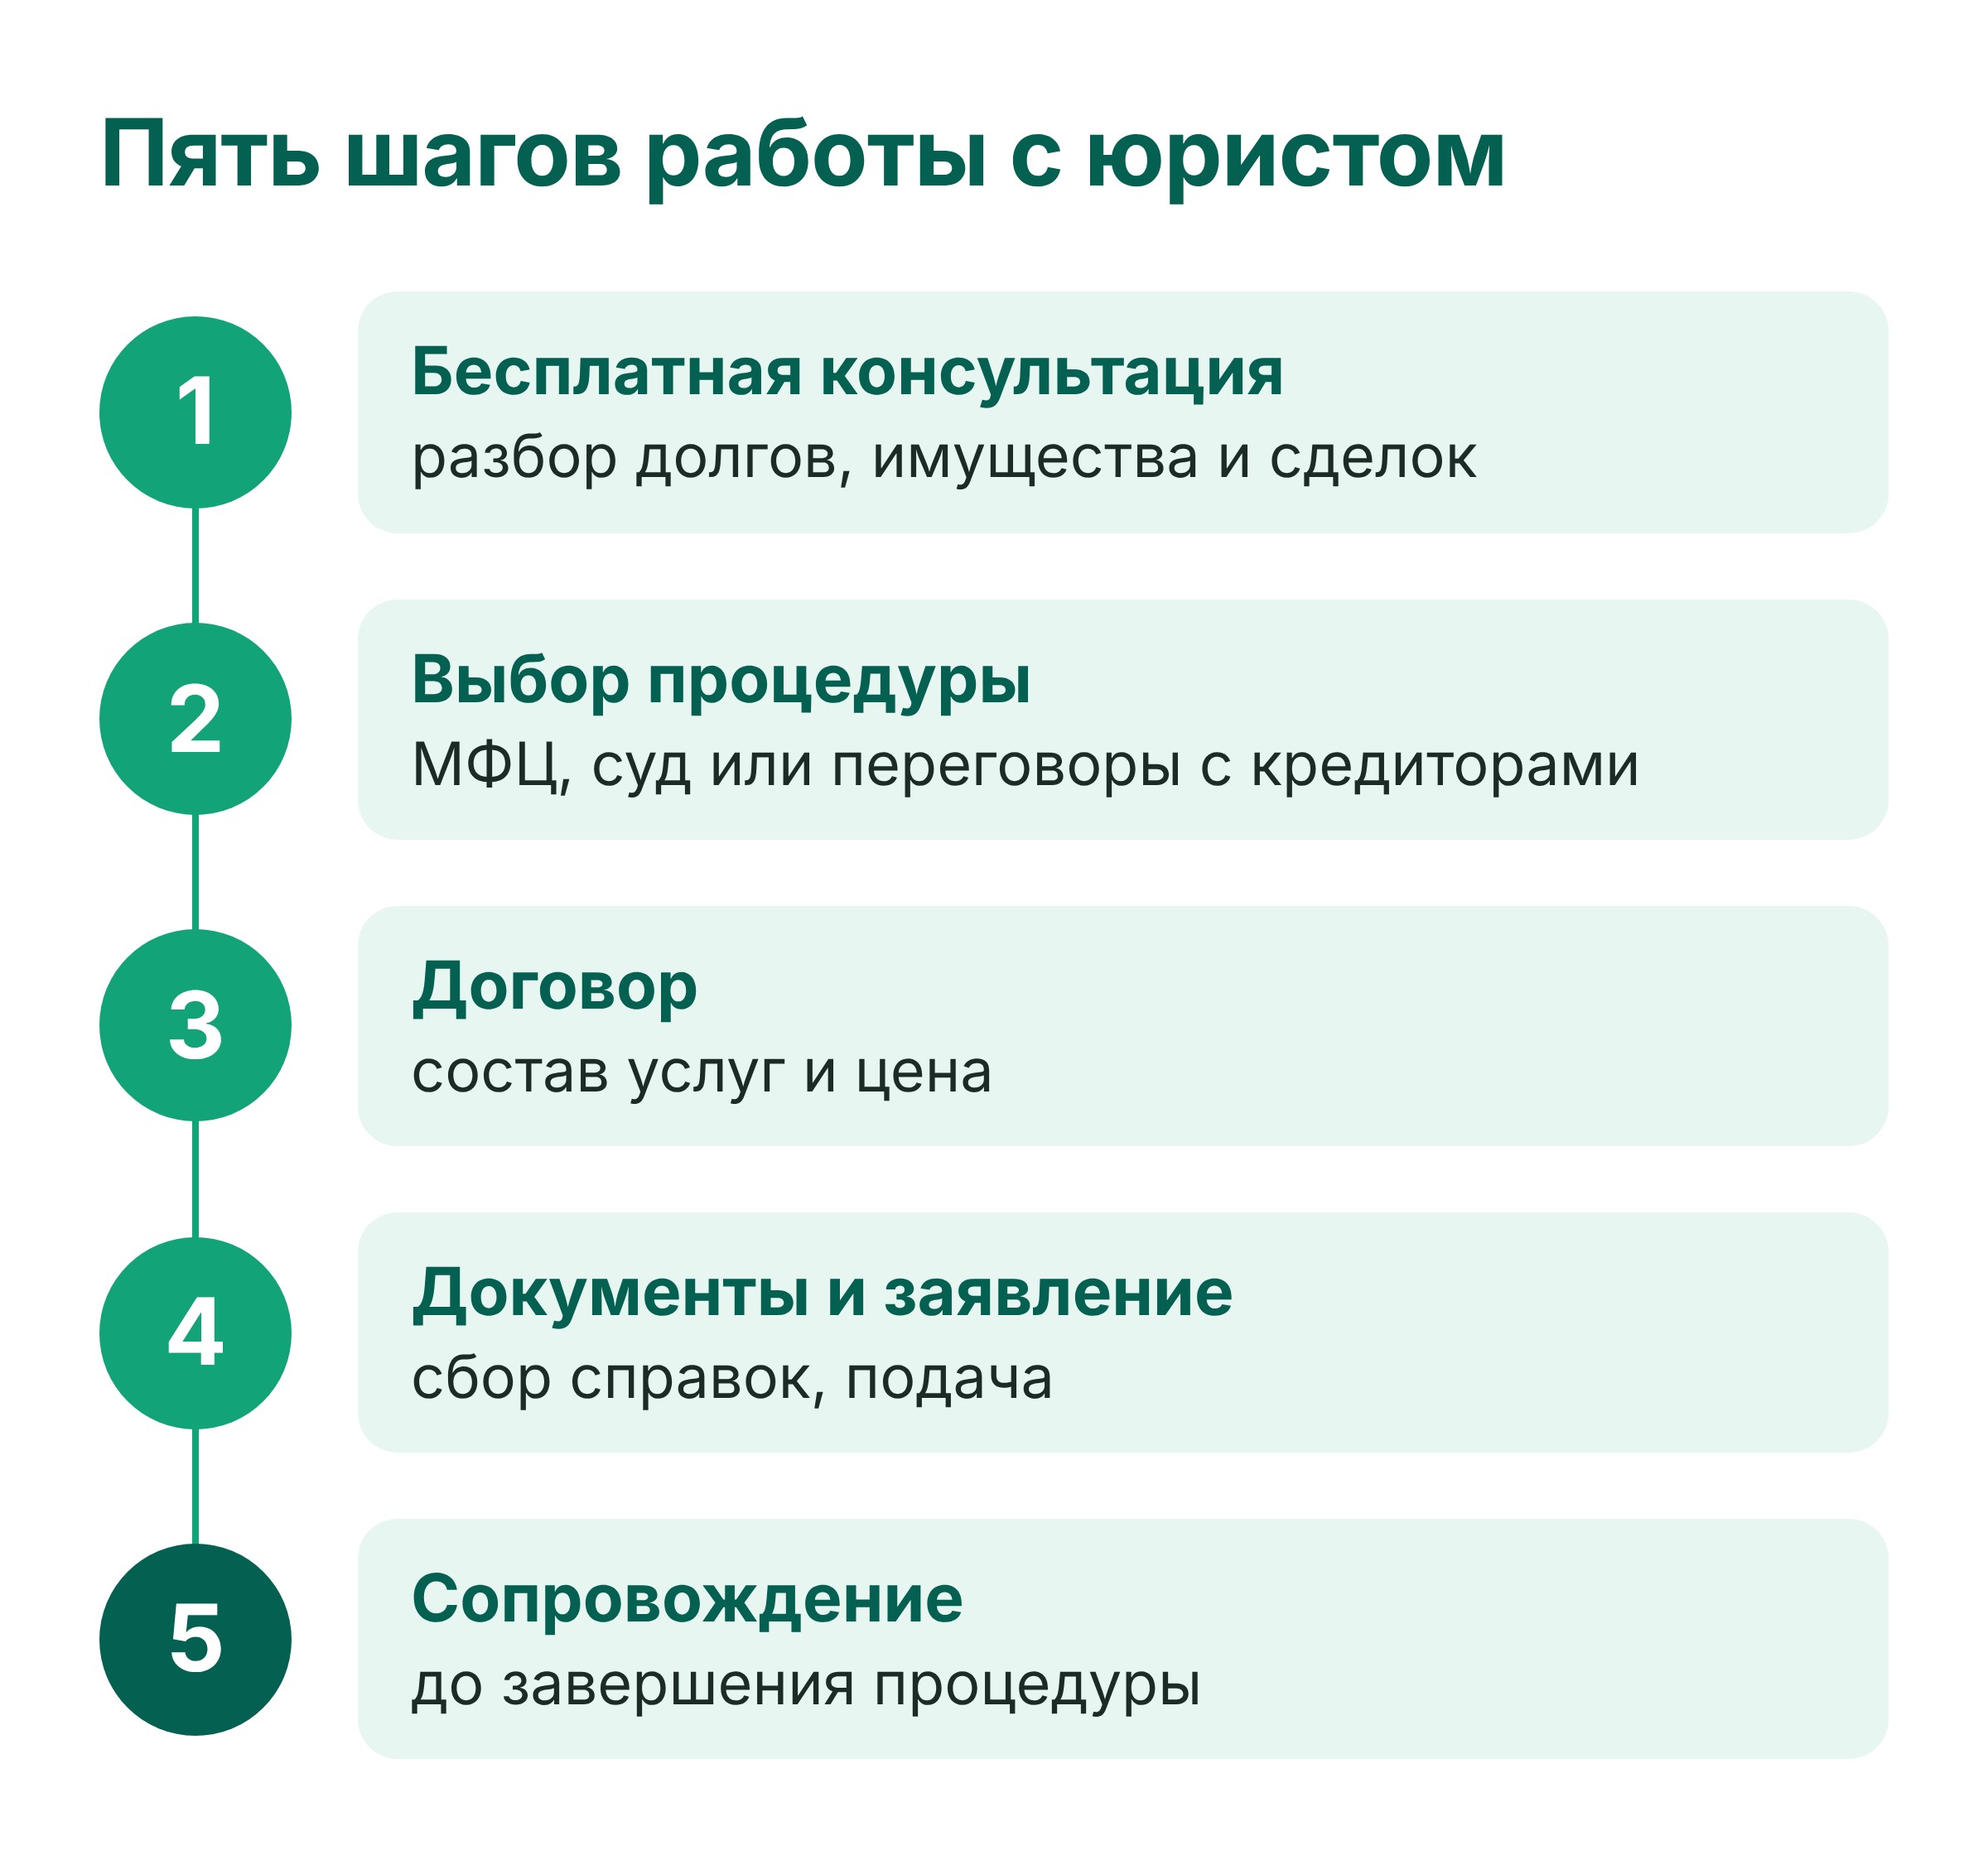 Пять шагов работы с юристом
1
Бесплатная консультация
разбор долгов, имущества и сделок
2
Выбор процедуры
МФЦ, суд или переговоры с кредиторами
3
Договор
состав услуг и цена
4
Документы и заявление
сбор справок, подача
5
Сопровождение
до завершения процедуры